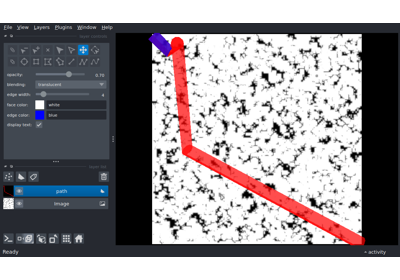 File View Layers Plugins Window Help
opacity: 0.70
blending: translucent
edge width: 4
face color: white
edge color: blue
display text:
path
Image
Ready activity